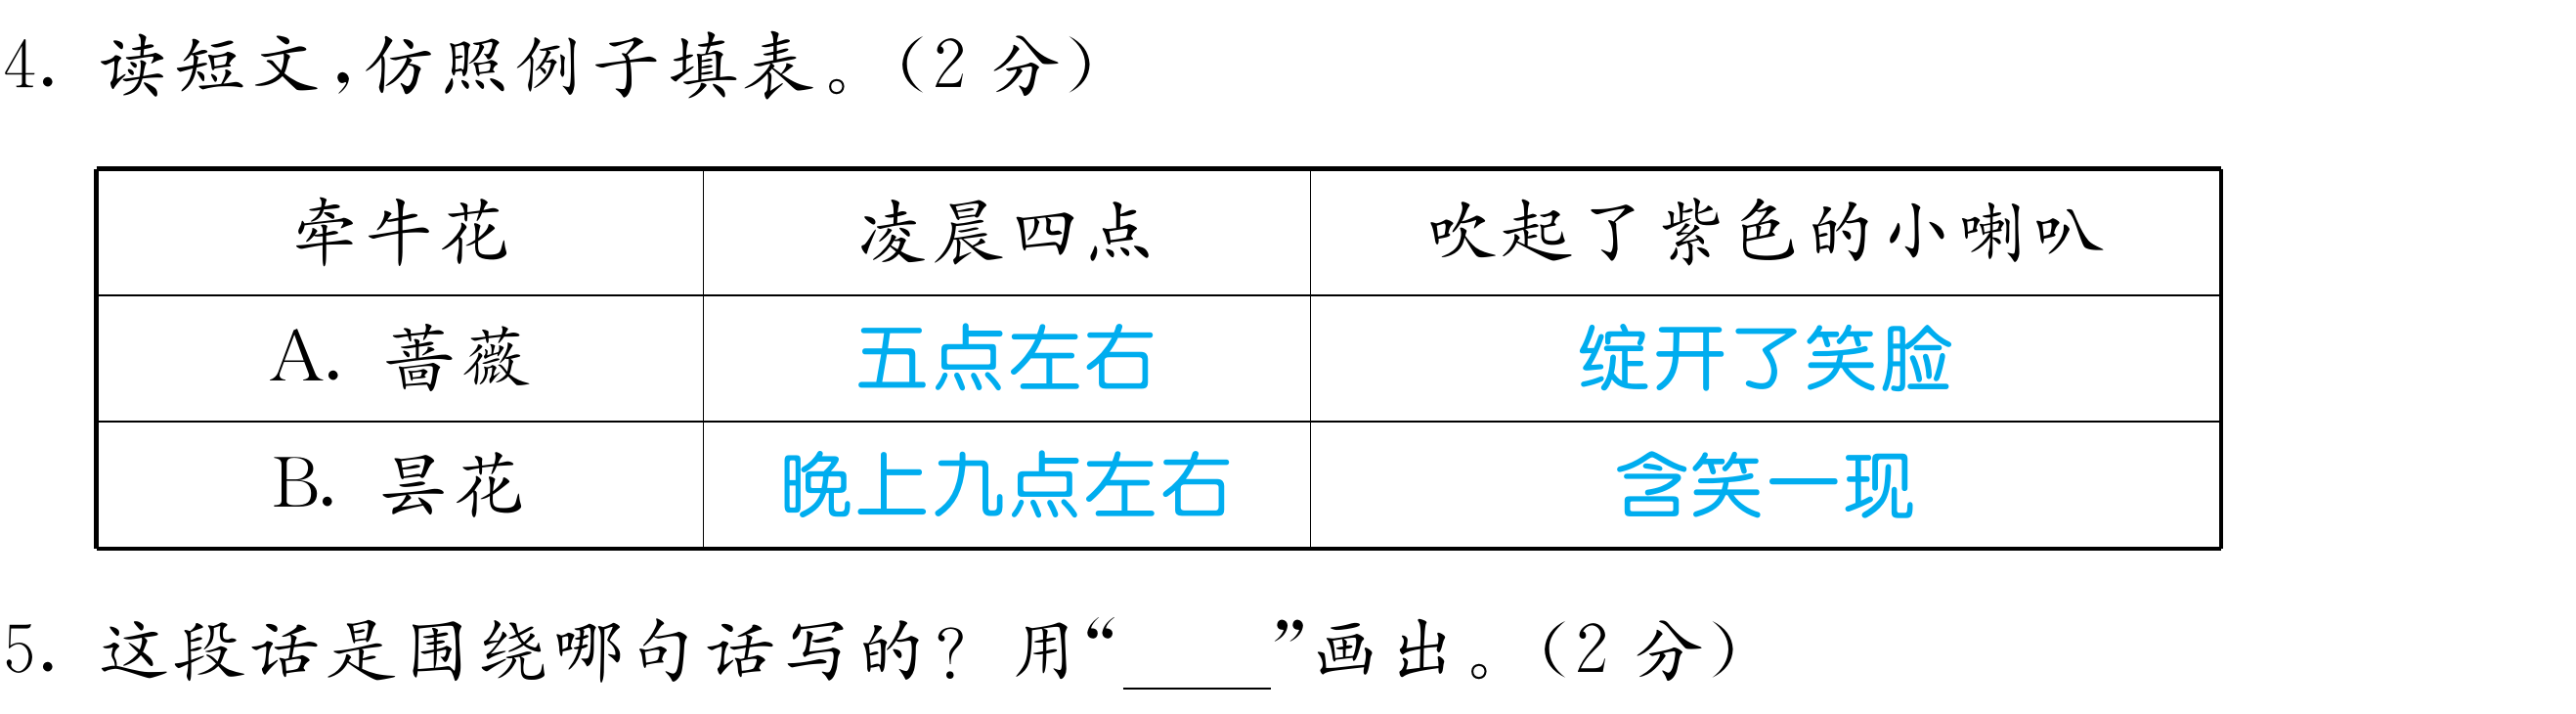 4. 读短文,仿照例子填表。(2 分)
牵牛花 凌晨四点 吹起了紫色的小喇叭
A. 蔷薇 五点左右 绽开了笑脸
B. 昙花 晚上九点左右 含笑一现
5. 这段话是围绕哪句话写的? 用“____”画出。(2 分)